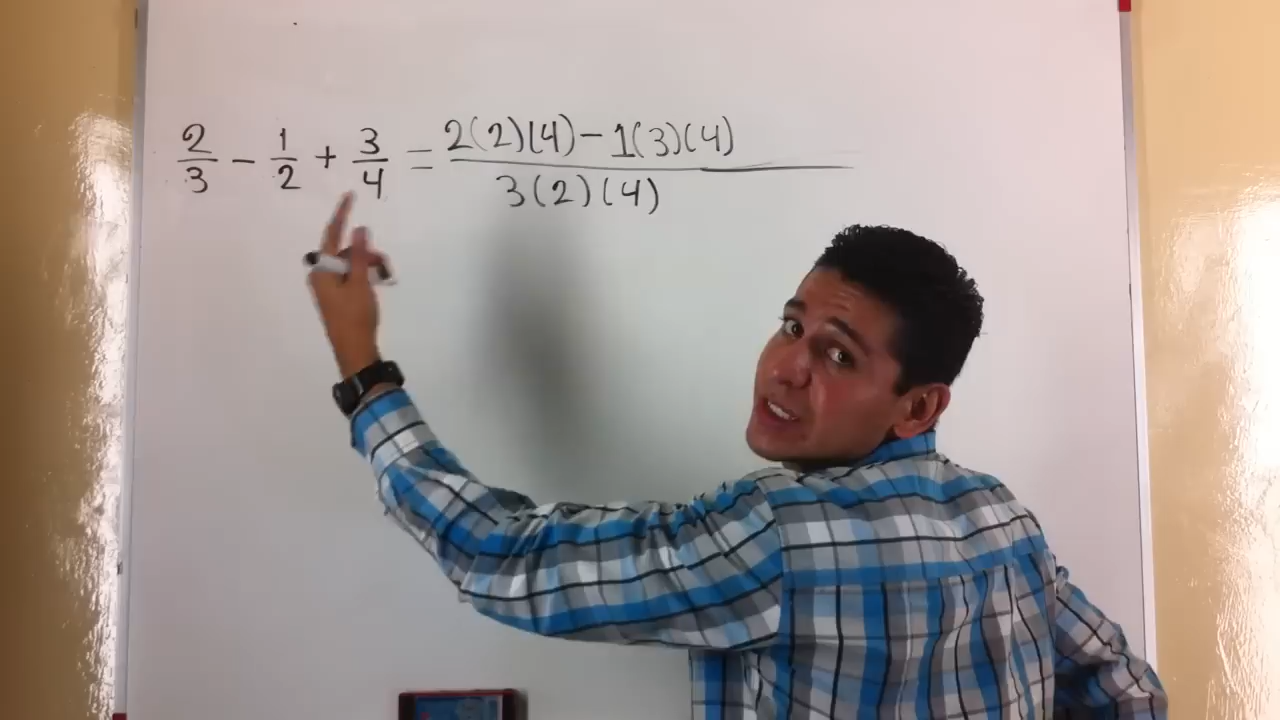 2/3 − 1/2 + 3/4 = 2(2)(4) − 1(3)(4) / 3(2)(4)